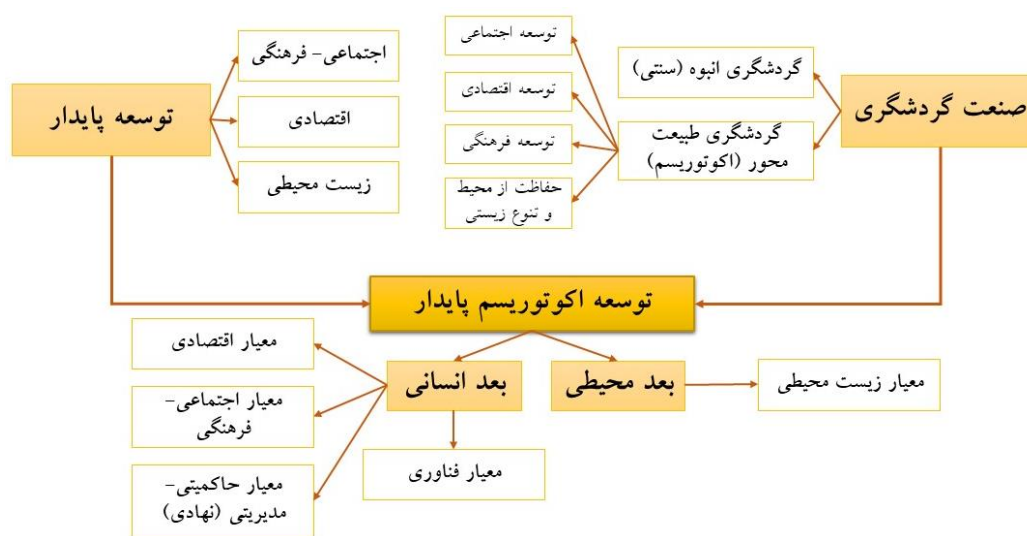 صنعت گردشگری
گردشگری انبوه (سنتی)
گردشگری طبیعت
محور (اکوتوریسم)
توسعه اجتماعی
توسعه اقتصادی
توسعه فرهنگی
حفاظت از محیط
و تنوع زیستی
توسعه پایدار
اجتماعی- فرهنگی
اقتصادی
زیست محیطی
توسعه اکوتوریسم پایدار
بعد محیطی
معیار زیست محیطی
بعد انسانی
معیار اقتصادی
معیار اجتماعی-
فرهنگی
معیار حاکمیتی-
مدیریتی (نهادی)
معیار فناوری